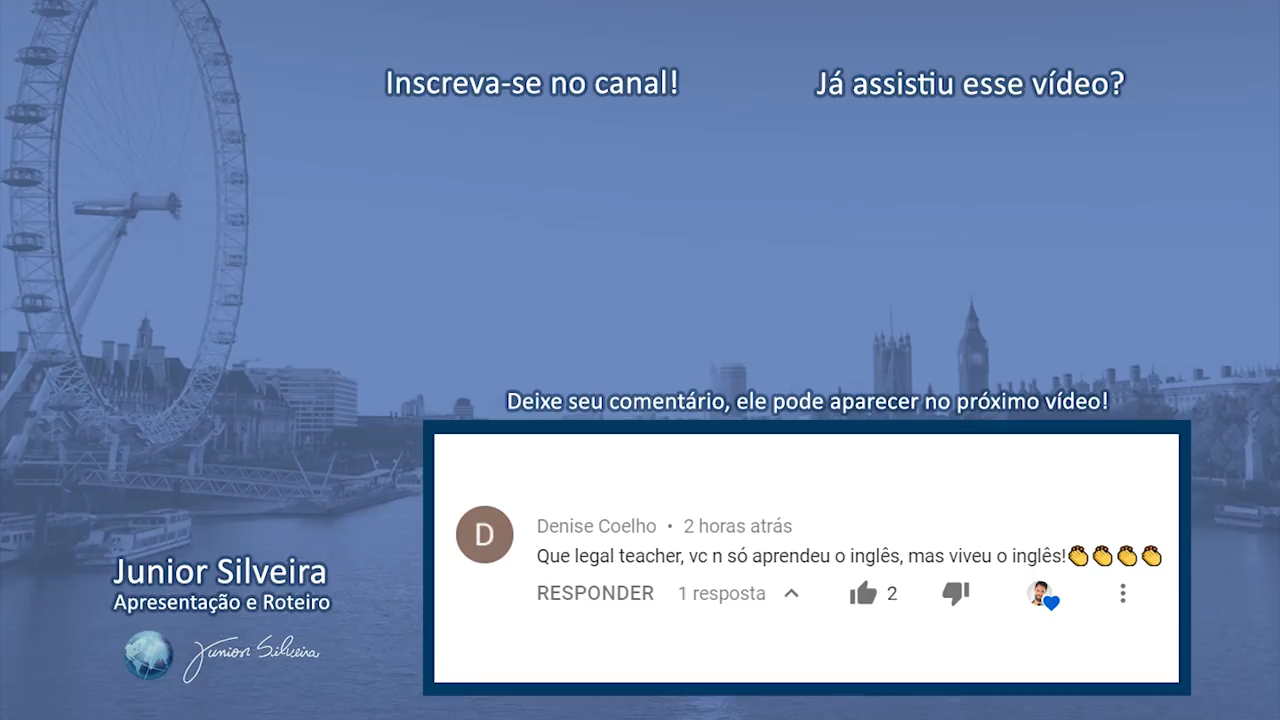 Inscreva-se no canal!
Já assistiu esse vídeo?
Deixe seu comentário, ele pode aparecer no próximo vídeo!
D
Denise Coelho • 2 horas atrás
Que legal teacher, vc n só aprendeu o inglês, mas viveu o inglês!👏👏👏👏
RESPONDER 1 resposta 2
Junior Silveira
Apresentação e Roteiro
Junior Silveira